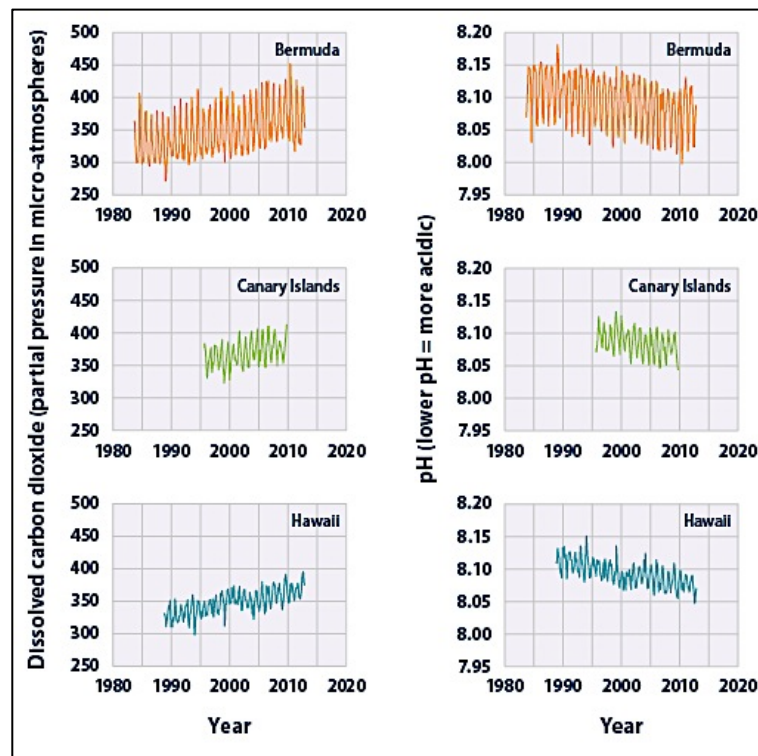 Dissolved carbon dioxide (partial pressure in micro-atmospheres)
500
450
400
350
300
250
Bermuda
1980 1990 2000 2010 2020
500
450
400
350
300
250
Canary Islands
1980 1990 2000 2010 2020
500
450
400
350
300
250
Hawaii
1980 1990 2000 2010 2020
Year
pH (lower pH = more acidic)
8.20
8.15
8.10
8.05
8.00
7.95
Bermuda
1980 1990 2000 2010 2020
8.20
8.15
8.10
8.05
8.00
7.95
Canary Islands
1980 1990 2000 2010 2020
8.20
8.15
8.10
8.05
8.00
7.95
Hawaii
1980 1990 2000 2010 2020
Year